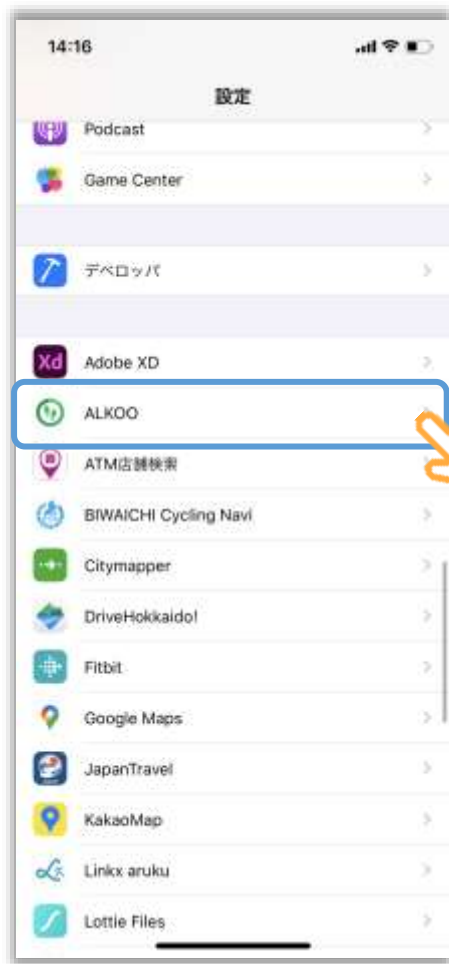 14:16
設定
Podcast
Game Center
デベロッパ
Xd
Adobe XD
ALKOO
ATM店舗検索
BIWAICHI Cycling Navi
Citymapper
DriveHokkaido!
Fitbit
Google Maps
JapanTravel
KakaoMap
Linkx aruku
Lottie Files